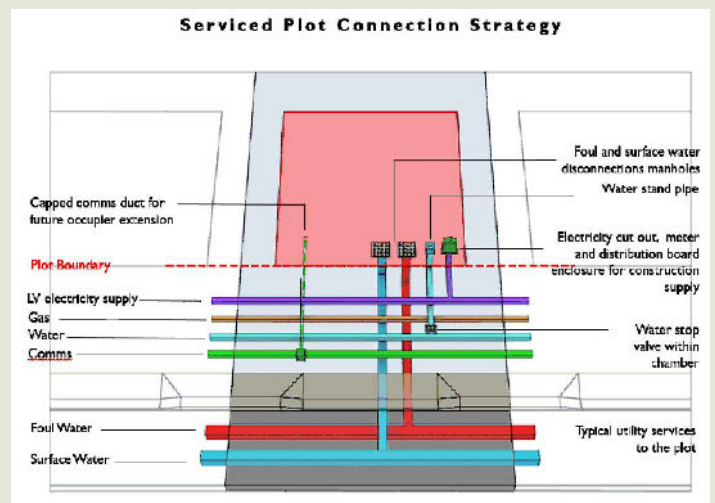 Serviced Plot Connection Strategy
Foul and surface water
disconnections manholes
Water stand pipe
Capped comms duct for
future occupier extension
Electricity cut out, meter
and distribution board
enclosure for construction
supply
Plot Boundary
LV electricity supply
Gas
Water
Comms
Water stop
valve within
chamber
Foul Water
Surface Water
Typical utility services
to the plot